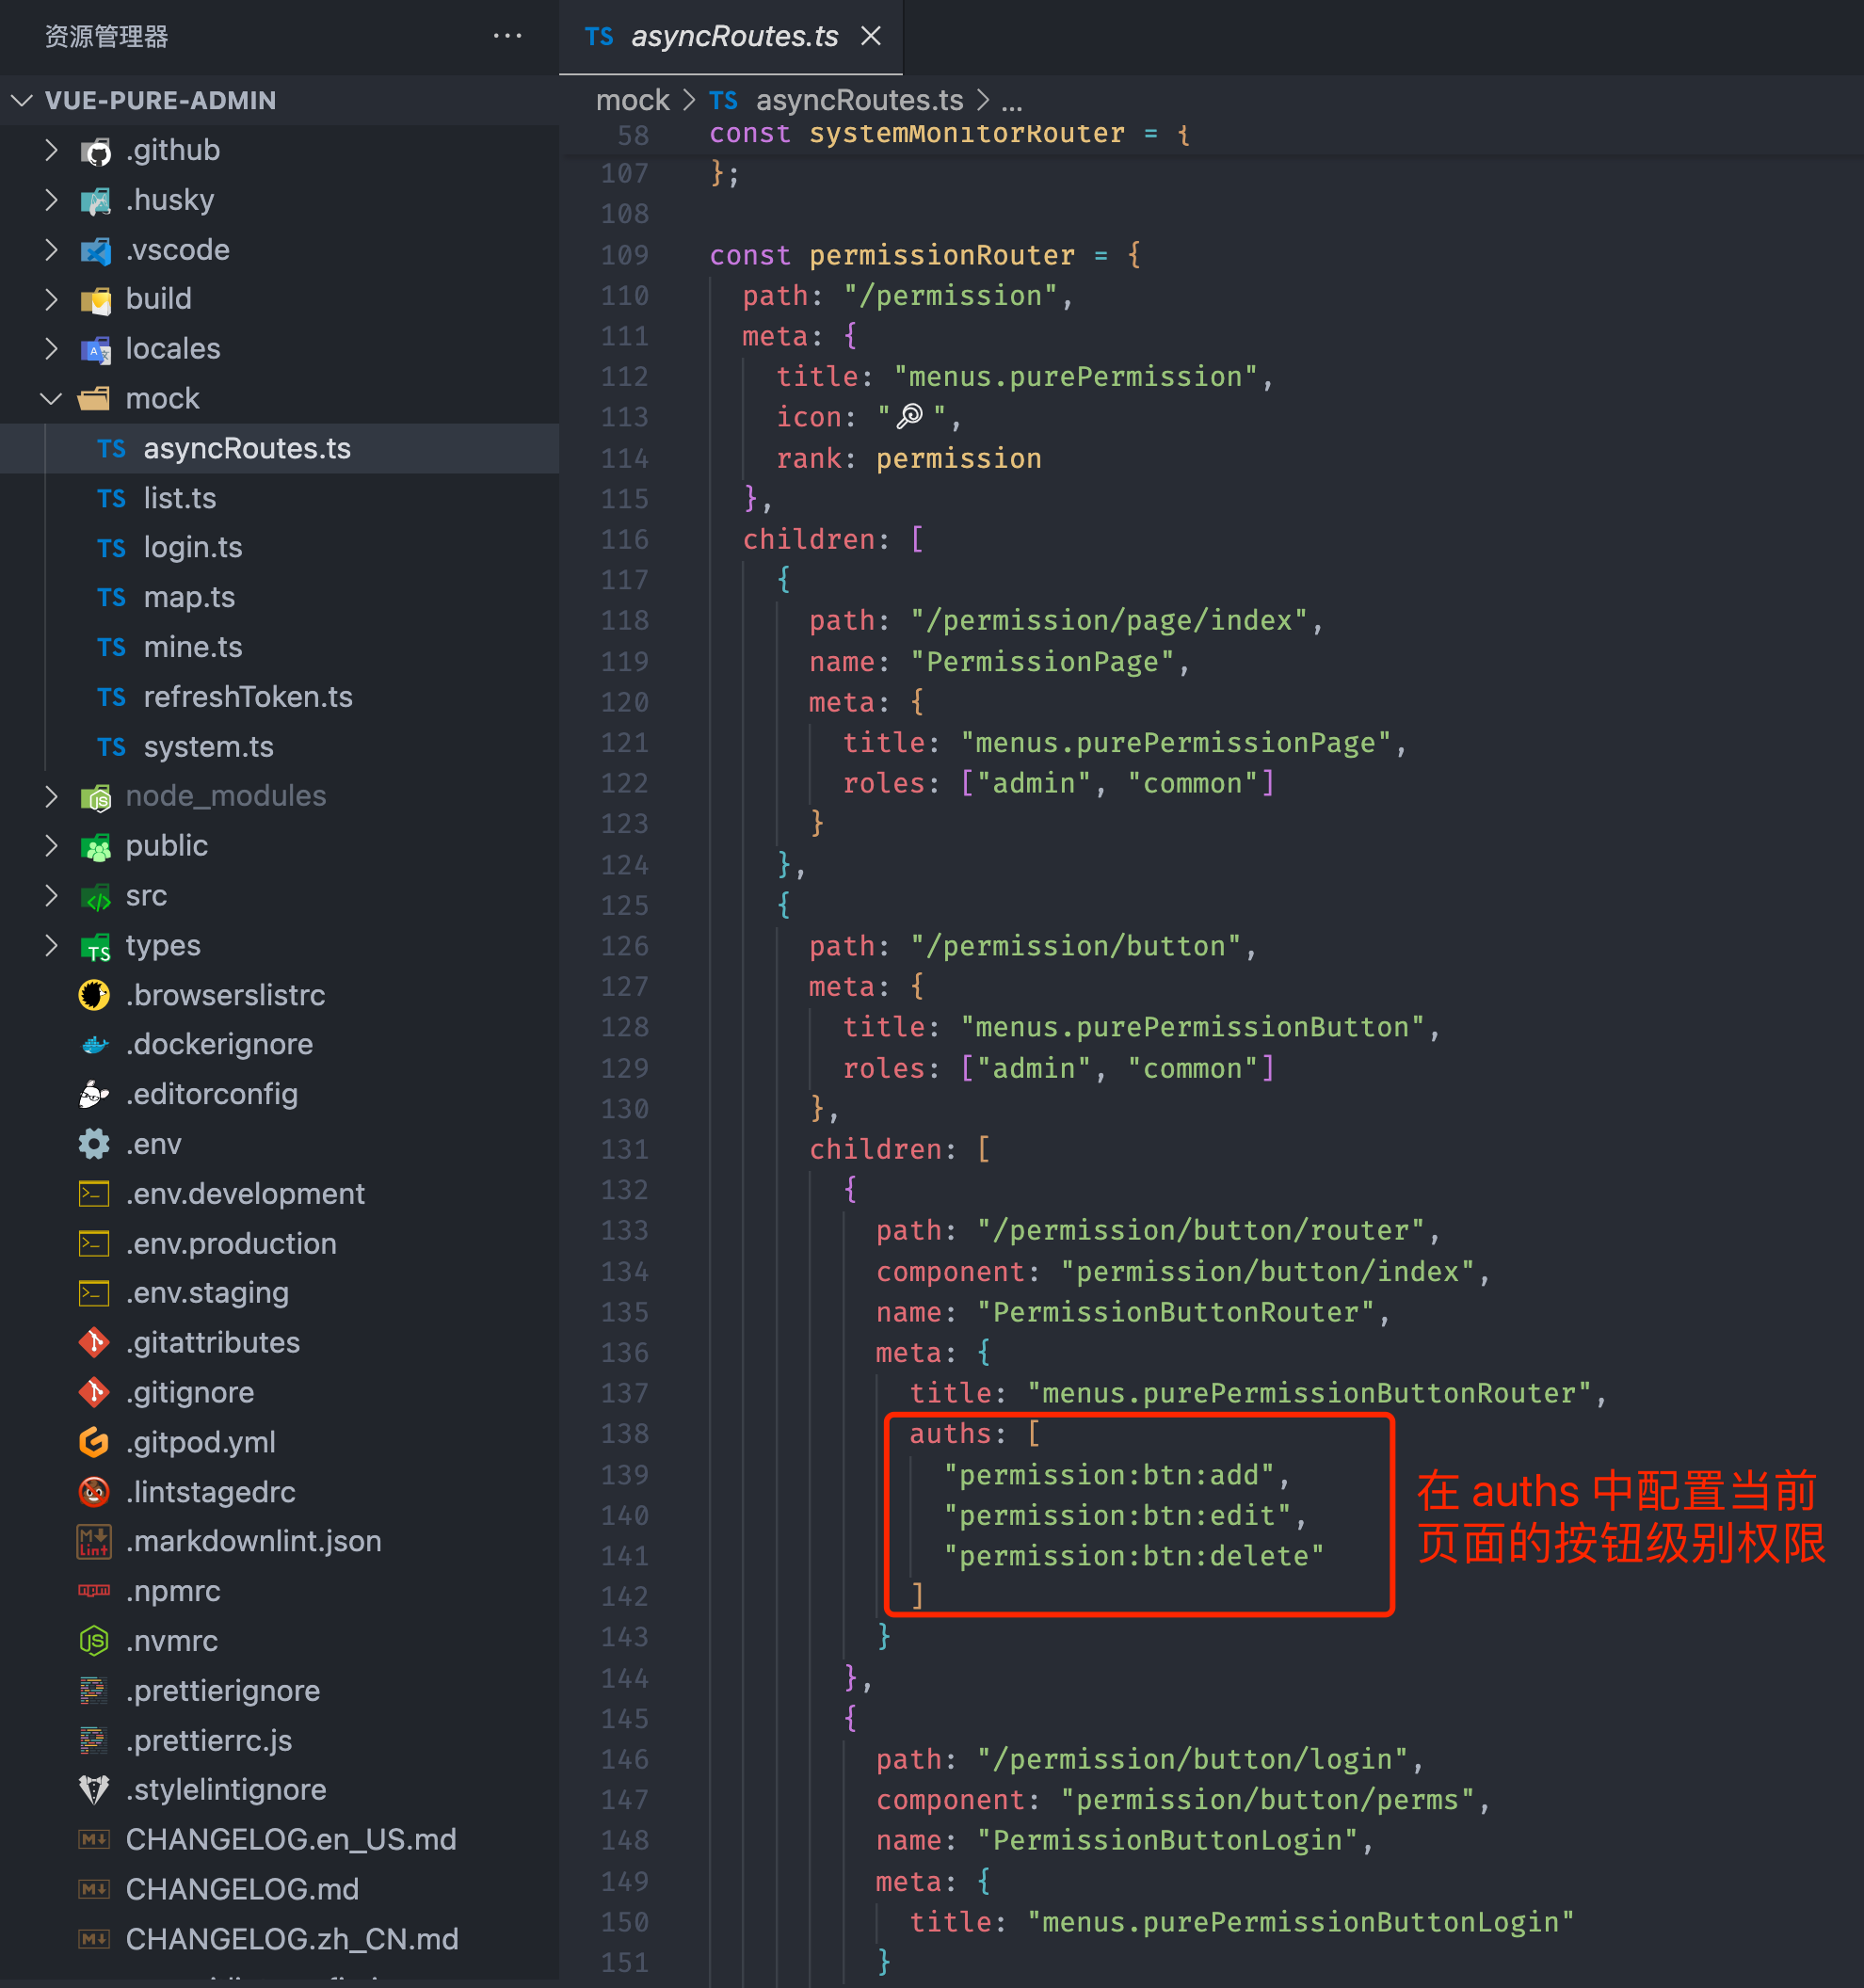 资源管理器
TS asyncRoutes.ts
VUE-PURE-ADMIN
.github
.husky
.vscode
build
locales
mock
TS asyncRoutes.ts
TS list.ts
TS login.ts
TS map.ts
TS mine.ts
TS refreshToken.ts
TS system.ts
node_modules
public
src
types
.browserslistrc
.dockerignore
.editorconfig
.env
.env.development
.env.production
.env.staging
.gitattributes
.gitignore
.gitpod.yml
.lintstagedrc
.markdownlint.json
.npmrc
.nvmrc
.prettierignore
.prettierrc.js
.stylelintignore
CHANGELOG.en_US.md
CHANGELOG.md
CHANGELOG.zh_CN.md
mock > TS asyncRoutes.ts > ...
58 const systemMonitorRouter = {
107 };
108
109 const permissionRouter = {
110 path: "/permission",
111 meta: {
112 title: "menus.purePermission",
113 icon: "🍭",
114 rank: permission
115 },
116 children: [
117 {
118 path: "/permission/page/index",
119 name: "PermissionPage",
120 meta: {
121 title: "menus.purePermissionPage",
122 roles: ["admin", "common"]
123 }
124 },
125 {
126 path: "/permission/button",
127 meta: {
128 title: "menus.purePermissionButton",
129 roles: ["admin", "common"]
130 },
131 children: [
132 {
133 path: "/permission/button/router",
134 component: "permission/button/index",
135 name: "PermissionButtonRouter",
136 meta: {
137 title: "menus.purePermissionButtonRouter",
138 auths: [
139 "permission:btn:add",
140 "permission:btn:edit",
141 "permission:btn:delete"
142 ]
143 }
144 },
145 {
146 path: "/permission/button/login",
147 component: "permission/button/perms",
148 name: "PermissionButtonLogin",
149 meta: {
150 title: "menus.purePermissionButtonLogin"
151 }
在 auths 中配置当前
页面的按钮级别权限